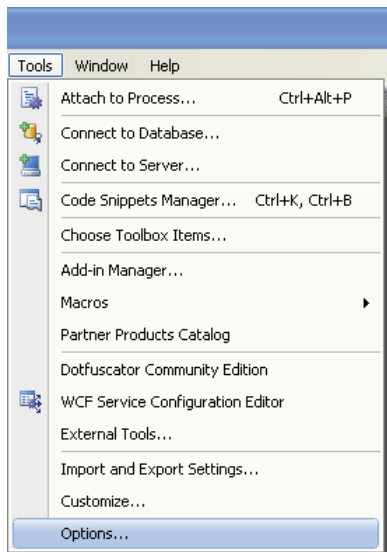 Tools Window Help
Attach to Process... Ctrl+Alt+P
Connect to Database...
Connect to Server...
Code Snippets Manager... Ctrl+K, Ctrl+B
Choose Toolbox Items...
Add-in Manager...
Macros
Partner Products Catalog
Dotfuscator Community Edition
WCF Service Configuration Editor
External Tools...
Import and Export Settings...
Customize...
Options...